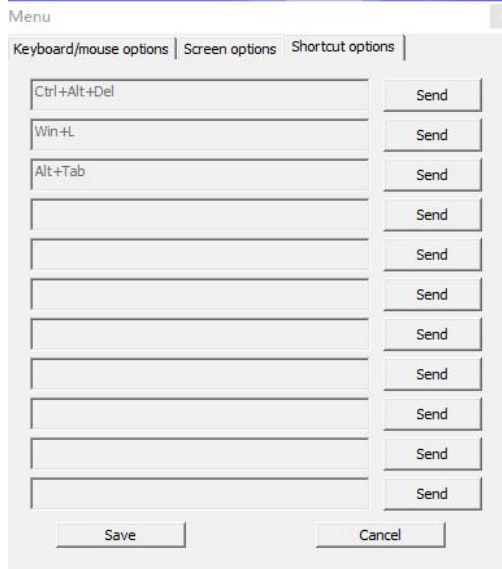 Menu
Keyboard/mouse options Screen options Shortcut options
Ctrl+Alt+Del Send
Win+L Send
Alt+Tab Send
Send
Send
Send
Send
Send
Send
Send
Send
Save Cancel